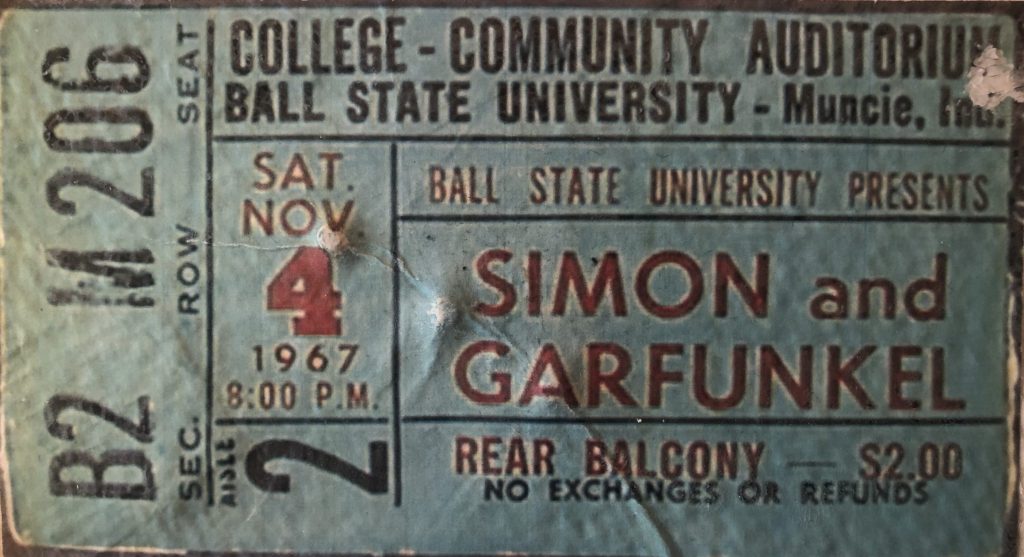 COLLEGE - COMMUNITY AUDITORIUM
BALL STATE UNIVERSITY - Muncie, Ind.
SAT.
NOV
4
1967
8:00 P.M.
BALL STATE UNIVERSITY PRESENTS
SIMON and
GARFUNKEL
REAR BALCONY — $2.00
NO EXCHANGES OR REFUNDS
AISLE
2
B2 M 206
SEC. ROW SEAT